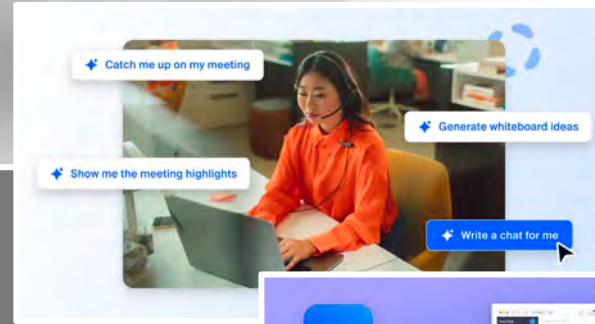 Catch me up on my meeting
Generate whiteboard ideas
Show me the meeting highlights
Write a chat for me